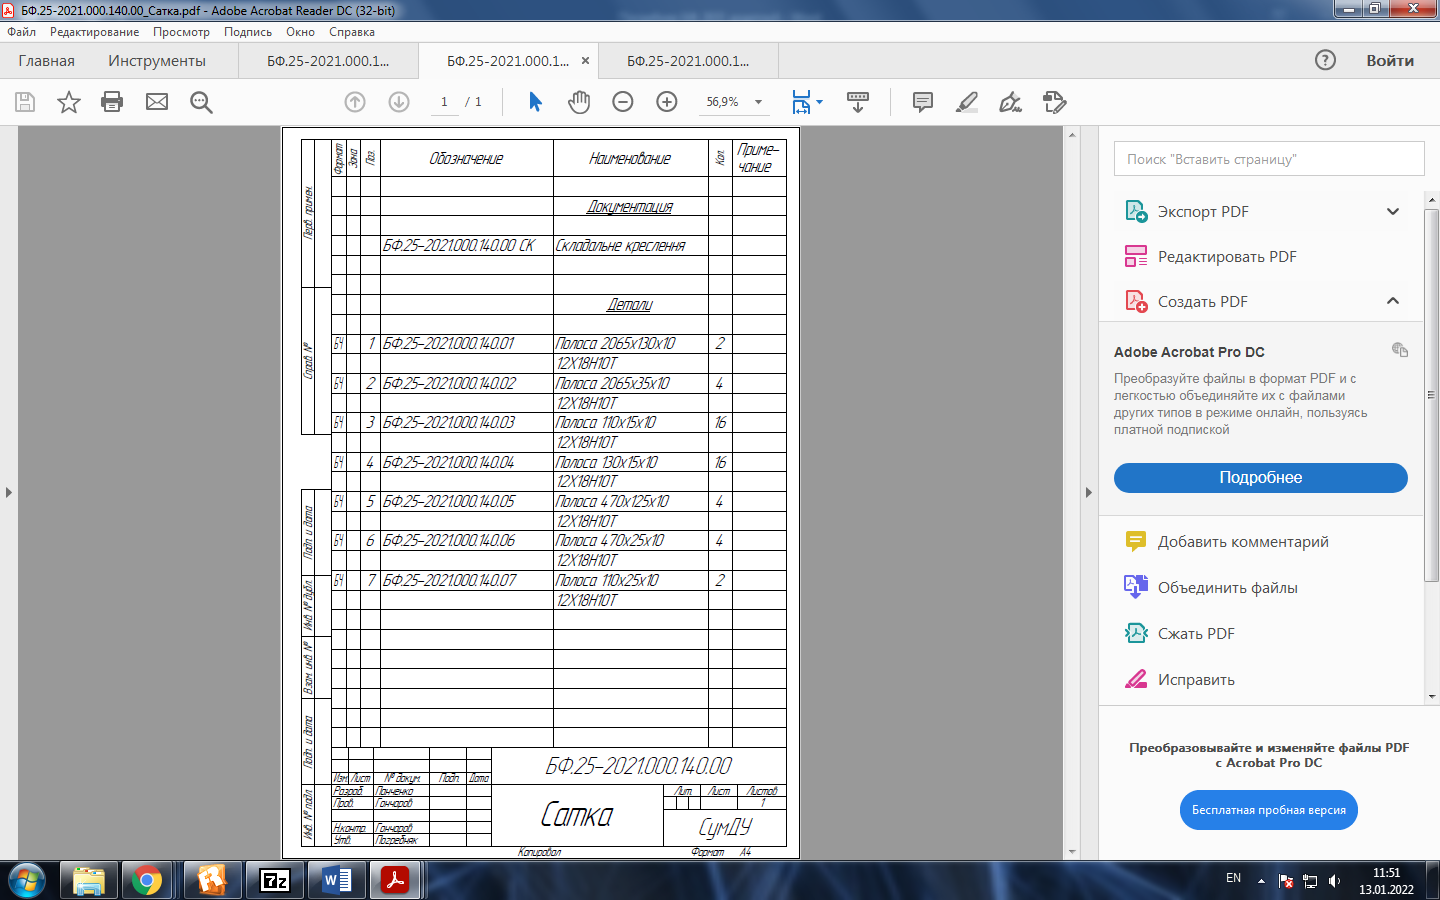 БФ.25-2021.000.140.00_Сатка.pdf - Adobe Acrobat Reader DC (32-bit)
Файл Редактирование Просмотр Подпись Окно Справка
Главная Инструменты БФ.25-2021.000.1... БФ.25-2021.000.1... × БФ.25-2021.000.1... Войти
1 / 1 56,9%
Формат Зона Поз. Обозначение Наименование Кол. Приме-
чание
Документация
БФ.25-2021.000.140.00 СК Складальне креслення
Детали
БЧ 1 БФ.25-2021.000.140.01 Полоса 2065х130х10 2
12Х18Н10Т
БЧ 2 БФ.25-2021.000.140.02 Полоса 2065х35х10 4
12Х18Н10Т
БЧ 3 БФ.25-2021.000.140.03 Полоса 110х15х10 16
12Х18Н10Т
БЧ 4 БФ.25-2021.000.140.04 Полоса 130х15х10 16
12Х18Н10Т
БЧ 5 БФ.25-2021.000.140.05 Полоса 470х125х10 4
12Х18Н10Т
БЧ 6 БФ.25-2021.000.140.06 Полоса 470х25х10 4
12Х18Н10Т
БЧ 7 БФ.25-2021.000.140.07 Полоса 110х25х10 2
12Х18Н10Т
Перв. примен.
Справ. №
Подп. и дата
Инв. № дубл.
Взам. инв. №
Подп. и дата
Инв. № подл.
БФ.25-2021.000.140.00
Изм. Лист № докум. Подп. Дата
Разраб. Панченко
Пров. Гончаров
Н.контр. Гончаров
Утв. Погребняк
Сатка
Лит. Лист Листов
1
СумДУ
Копировал Формат А4
Поиск "Вставить страницу"
Экспорт PDF
Редактировать PDF
Создать PDF
Adobe Acrobat Pro DC
Преобразуйте файлы в формат PDF и с
легкостью объединяйте их с файлами
других типов в режиме онлайн, пользуясь
платной подпиской
Подробнее
Добавить комментарий
Объединить файлы
Сжать PDF
Исправить
Преобразовывайте и изменяйте файлы PDF
с Acrobat Pro DC
Бесплатная пробная версия
7z W EN 11:51
13.01.2022